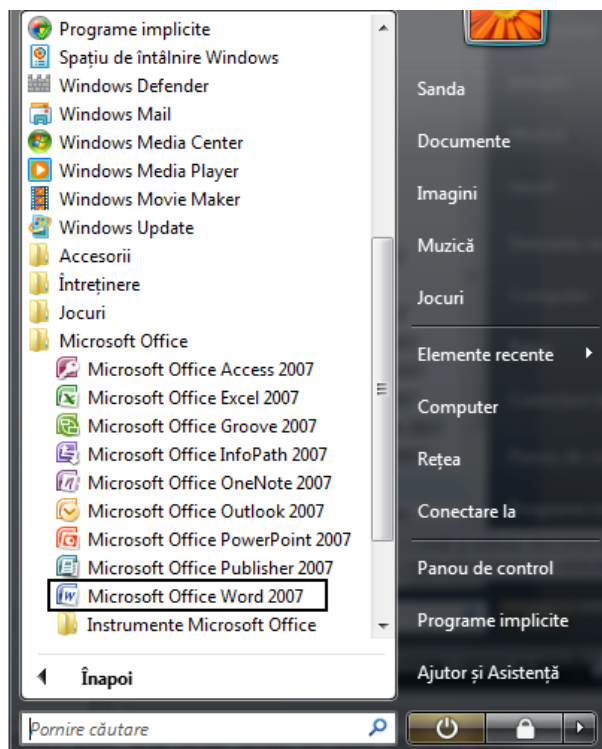 Programe implicite
Spațiu de întâlnire Windows
Windows Defender
Windows Mail
Windows Media Center
Windows Media Player
Windows Movie Maker
Windows Update
Accesorii
Întreținere
Jocuri
Microsoft Office
Microsoft Office Access 2007
Microsoft Office Excel 2007
Microsoft Office Groove 2007
Microsoft Office InfoPath 2007
Microsoft Office OneNote 2007
Microsoft Office Outlook 2007
Microsoft Office PowerPoint 2007
Microsoft Office Publisher 2007
Microsoft Office Word 2007
Instrumente Microsoft Office
Înapoi
Pornire căutare
Sanda
Documente
Imagini
Muzică
Jocuri
Elemente recente
Computer
Rețea
Conectare la
Panou de control
Programe implicite
Ajutor și Asistență